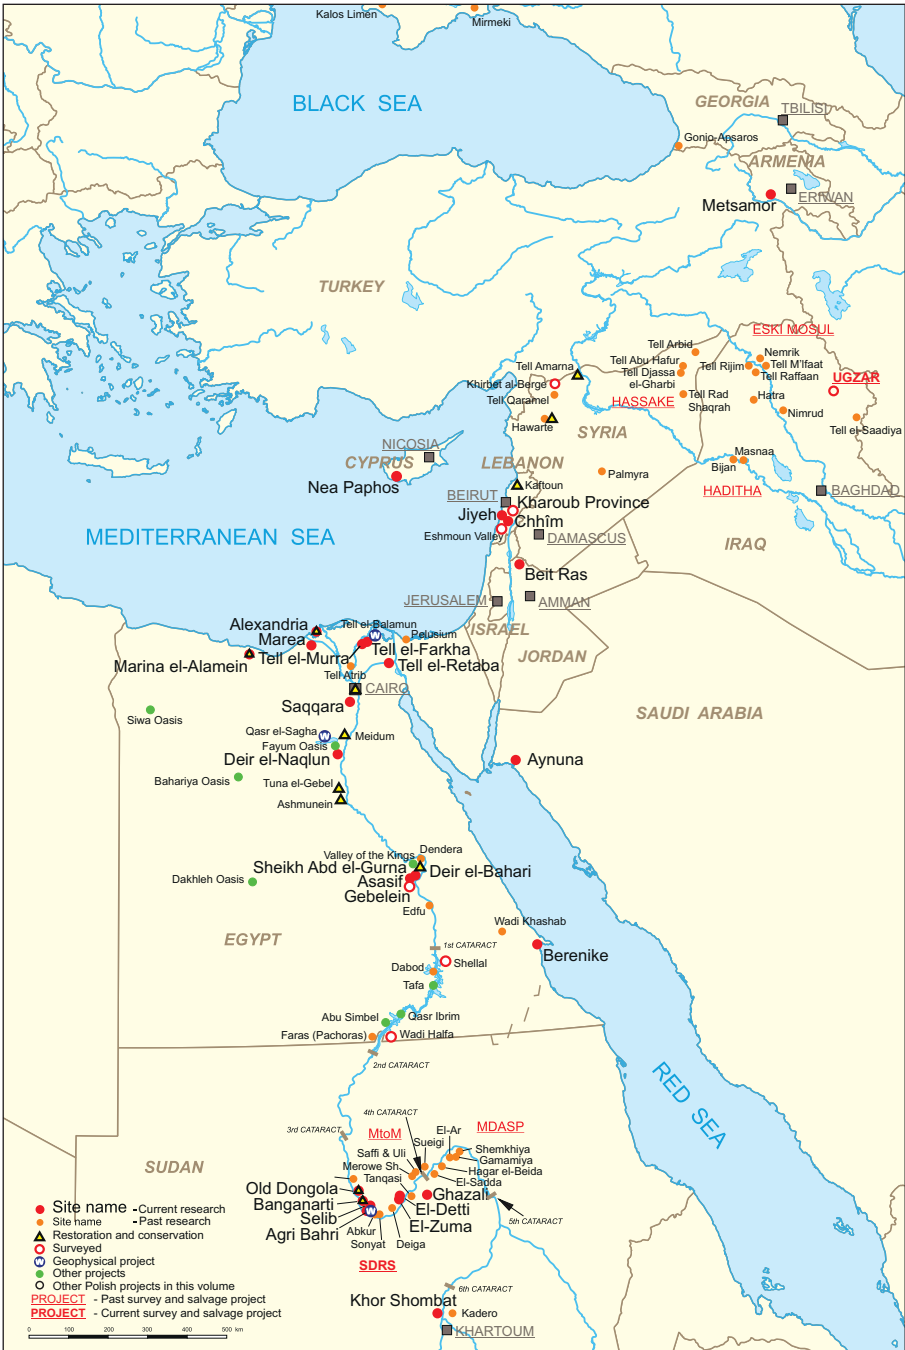 Kalos Limen
Mirmeki
BLACK SEA
GEORGIA
TBILISI
Gonio-Apsaros
ARMENIA
ERIWAN
Metsamor
TURKEY
ESKI MOSUL
Tell Arbid
Nemrik
Tell Amarna
Tell Abu Hafur
Tell Rijim
Tell M'lfaat
Khirbet al-Berge
Tell Djassa
el-Gharbi
Tell Raffaan
UGZAR
Tell Qaramel
HASSAKE
Tell Rad
Shaqrah
Hatra
Nimrud
Hawarte
SYRIA
Tell el-Saadiya
NICOSIA
CYPRUS
LEBANON
Masnaa
Bijan
Palmyra
Nea Paphos
Kaftoun
HADITHA
BAGHDAD
BEIRUT
Kharoub Province
Jiyeh
Chhîm
MEDITERRANEAN SEA
Eshmoun Valley
DAMASCUS
IRAQ
Beit Ras
JERUSALEM
AMMAN
Alexandria
Tell el-Balamun
ISRAEL
Marea
Pelusium
Tell el-Farkha
Tell el-Murra
JORDAN
Marina el-Alamein
Tell el-Retaba
Tell Atrib
CAIRO
Saqqara
SAUDI ARABIA
Siwa Oasis
Qasr el-Sagha
Meidum
Fayum Oasis
Deir el-Naqlun
Aynuna
Bahariya Oasis
Tuna el-Gebel
Ashmunein
Dendera
Valley of the Kings
Sheikh Abd el-Gurna
Deir el-Bahari
Dakhleh Oasis
Asasif
Gebelein
Edfu
Wadi Khashab
EGYPT
1st CATARACT
Berenike
Shellal
Dabod
Tafa
Abu Simbel
Qasr Ibrim
Faras (Pachoras)
Wadi Halfa
2nd CATARACT
RED SEA
4th CATARACT
3rd CATARACT
MtoM
El-Ar
MDASP
Sueigi
Shemkhiya
Saffi & Uli
Gamamiya
Merowe Sh.
Hagar el-Beida
SUDAN
Tanqasi
El-Sadda
Old Dongola
Ghazali
Banganarti
El-Detti
Selib
El-Zuma
5th CATARACT
Agri Bahri
Abkur
Sonyat
Deiga
SDRS
6th CATARACT
Khor Shombat
Kadero
KHARTOUM
Site name - Current research
Site name - Past research
Restoration and conservation
Surveyed
W Geophysical project
Other projects
Other Polish projects in this volume
PROJECT - Past survey and salvage project
PROJECT - Current survey and salvage project
0 100 200 300 400 500 km
W
W
W